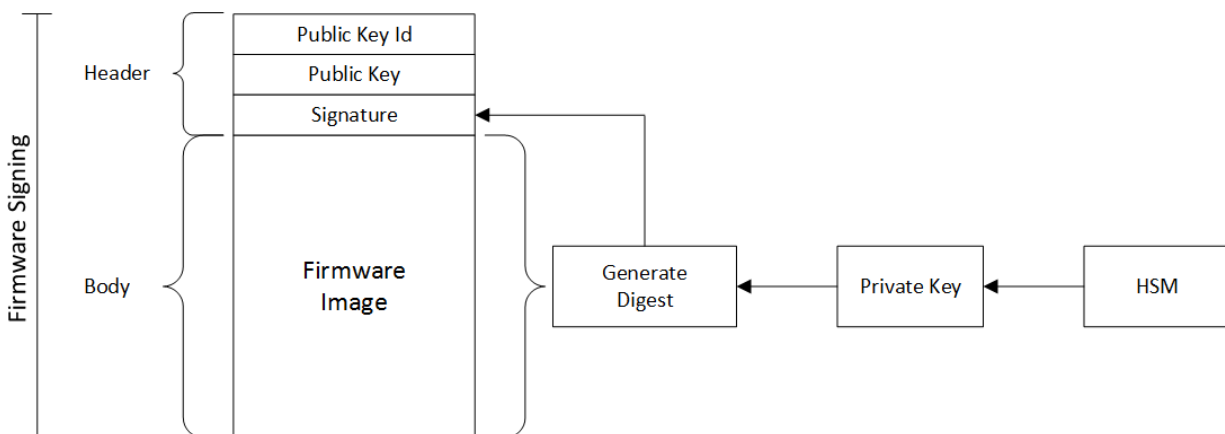 Firmware Signing
Header
Public Key Id
Public Key
Signature
Body
Firmware
Image
Generate
Digest
Private Key
HSM